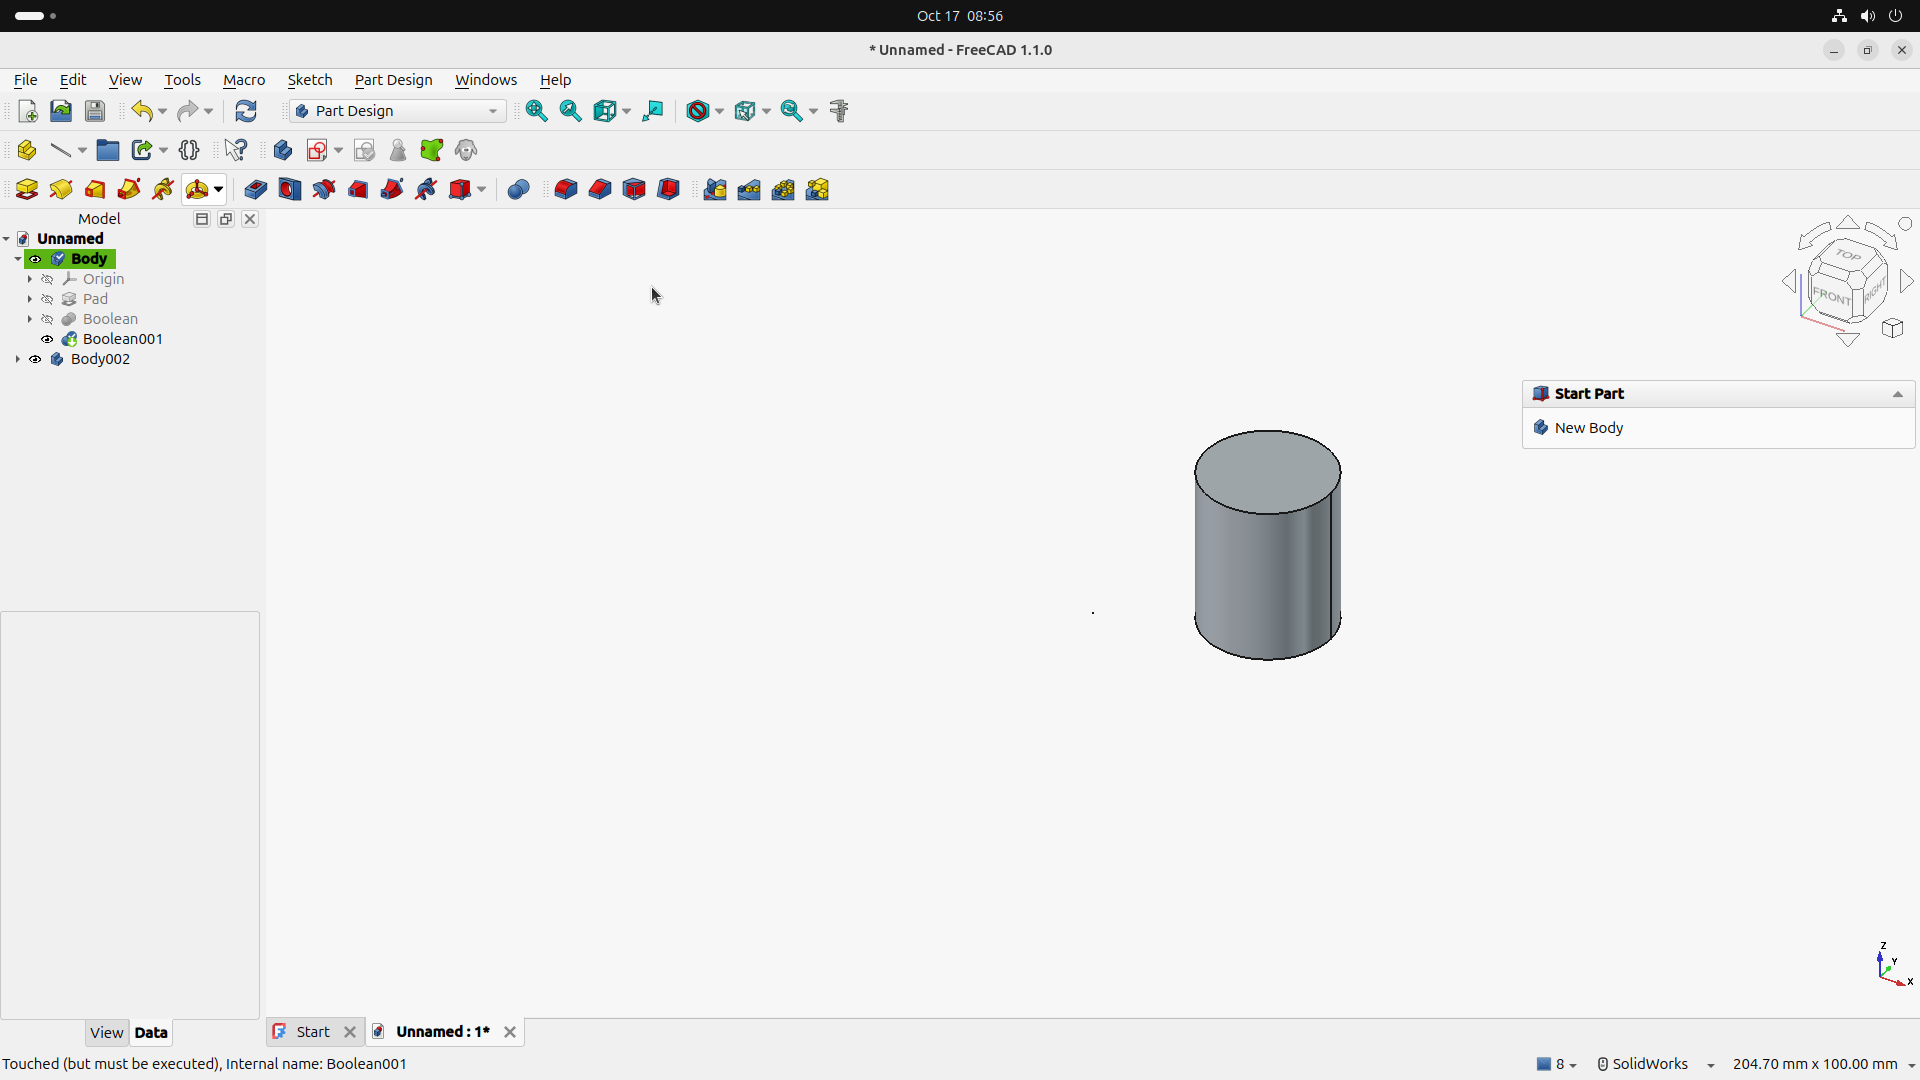 Oct 17 08:56
* Unnamed - FreeCAD 1.1.0
File Edit View Tools Macro Sketch Part Design Windows Help
Part Design
Model
Unnamed
Body
Origin
Pad
Boolean
Boolean001
Body002
TOP
FRONT
RIGHT
Start Part
New Body
Z
Y
X
View Data
Start
Unnamed : 1*
Touched (but must be executed), Internal name: Boolean001
8
SolidWorks
204.70 mm x 100.00 mm